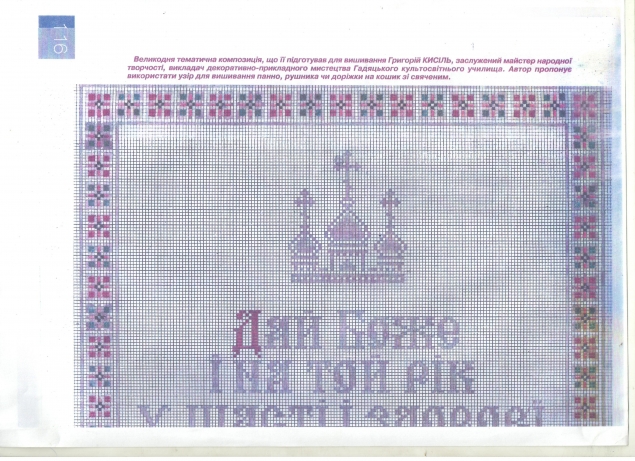 116
Великодня тематична композиція, що її підготував для вишивання Григорій КИСІЛЬ, заслужений майстер народної
творчості, викладач декоративно-прикладного мистецтва Гадяцького культосвітнього училища. Автор пропонує
використати узір для вишивання панно, рушника чи доріжки на кошик зі свяченим.
Дай Боже
і на той рік
у щасті і здоровї